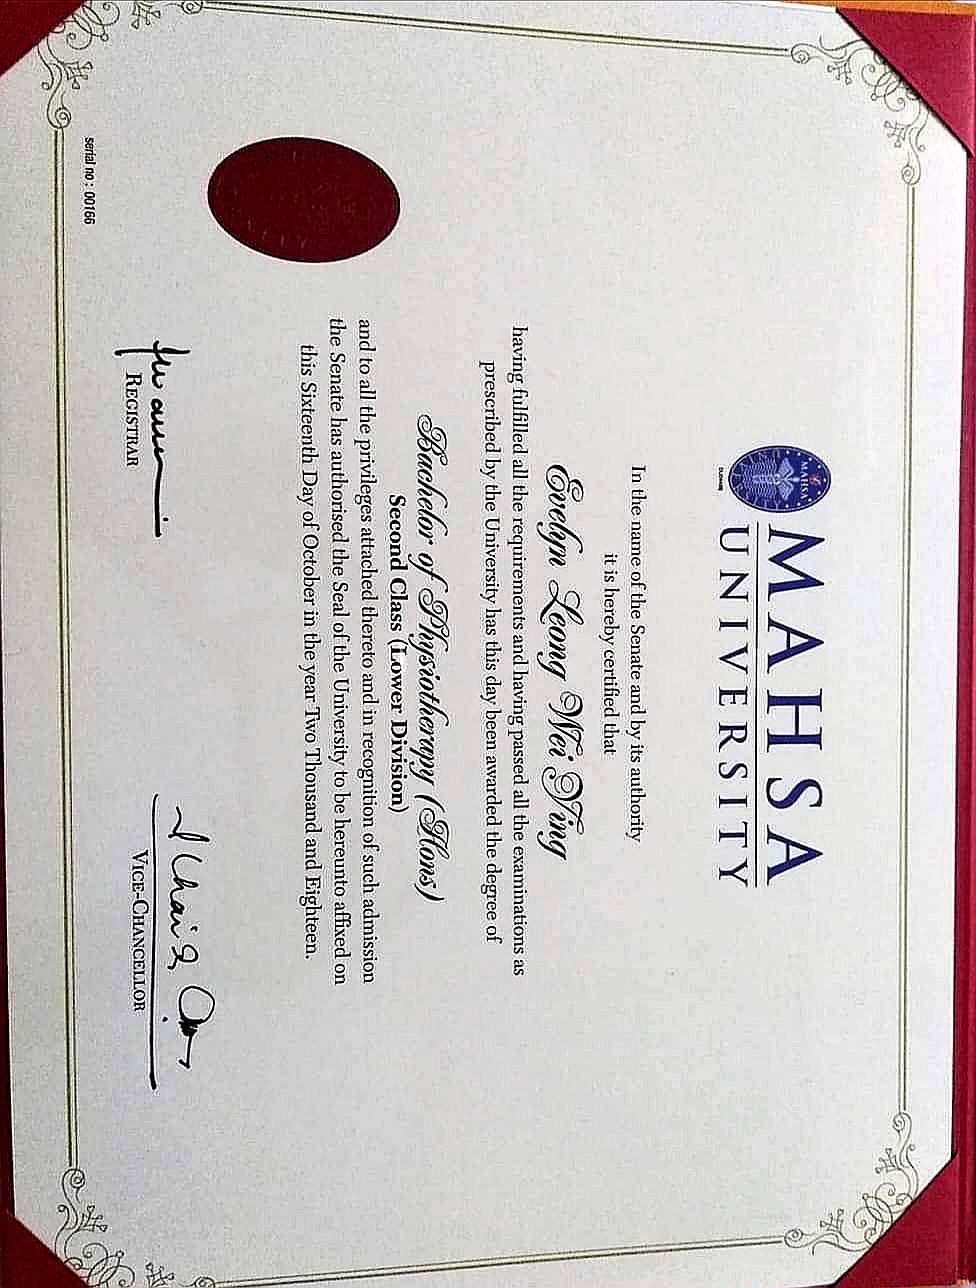 MAHSA
UNIVERSITY
In the name of the Senate and by its authority
it is hereby certified that
Evelyn Leong Wei Ning
having fulfilled all the requirements and having passed all the examinations as
prescribed by the University has this day been awarded the degree of
Bachelor of Physiotherapy (Hons)
Second Class (Lower Division)
and to all the privileges attached thereto and in recognition of such admission
the Senate has authorised the Seal of the University to be hereunto affixed on
this Sixteenth Day of October in the year Two Thousand and Eighteen.
REGISTRAR
VICE-CHANCELLOR
serial no : 00166